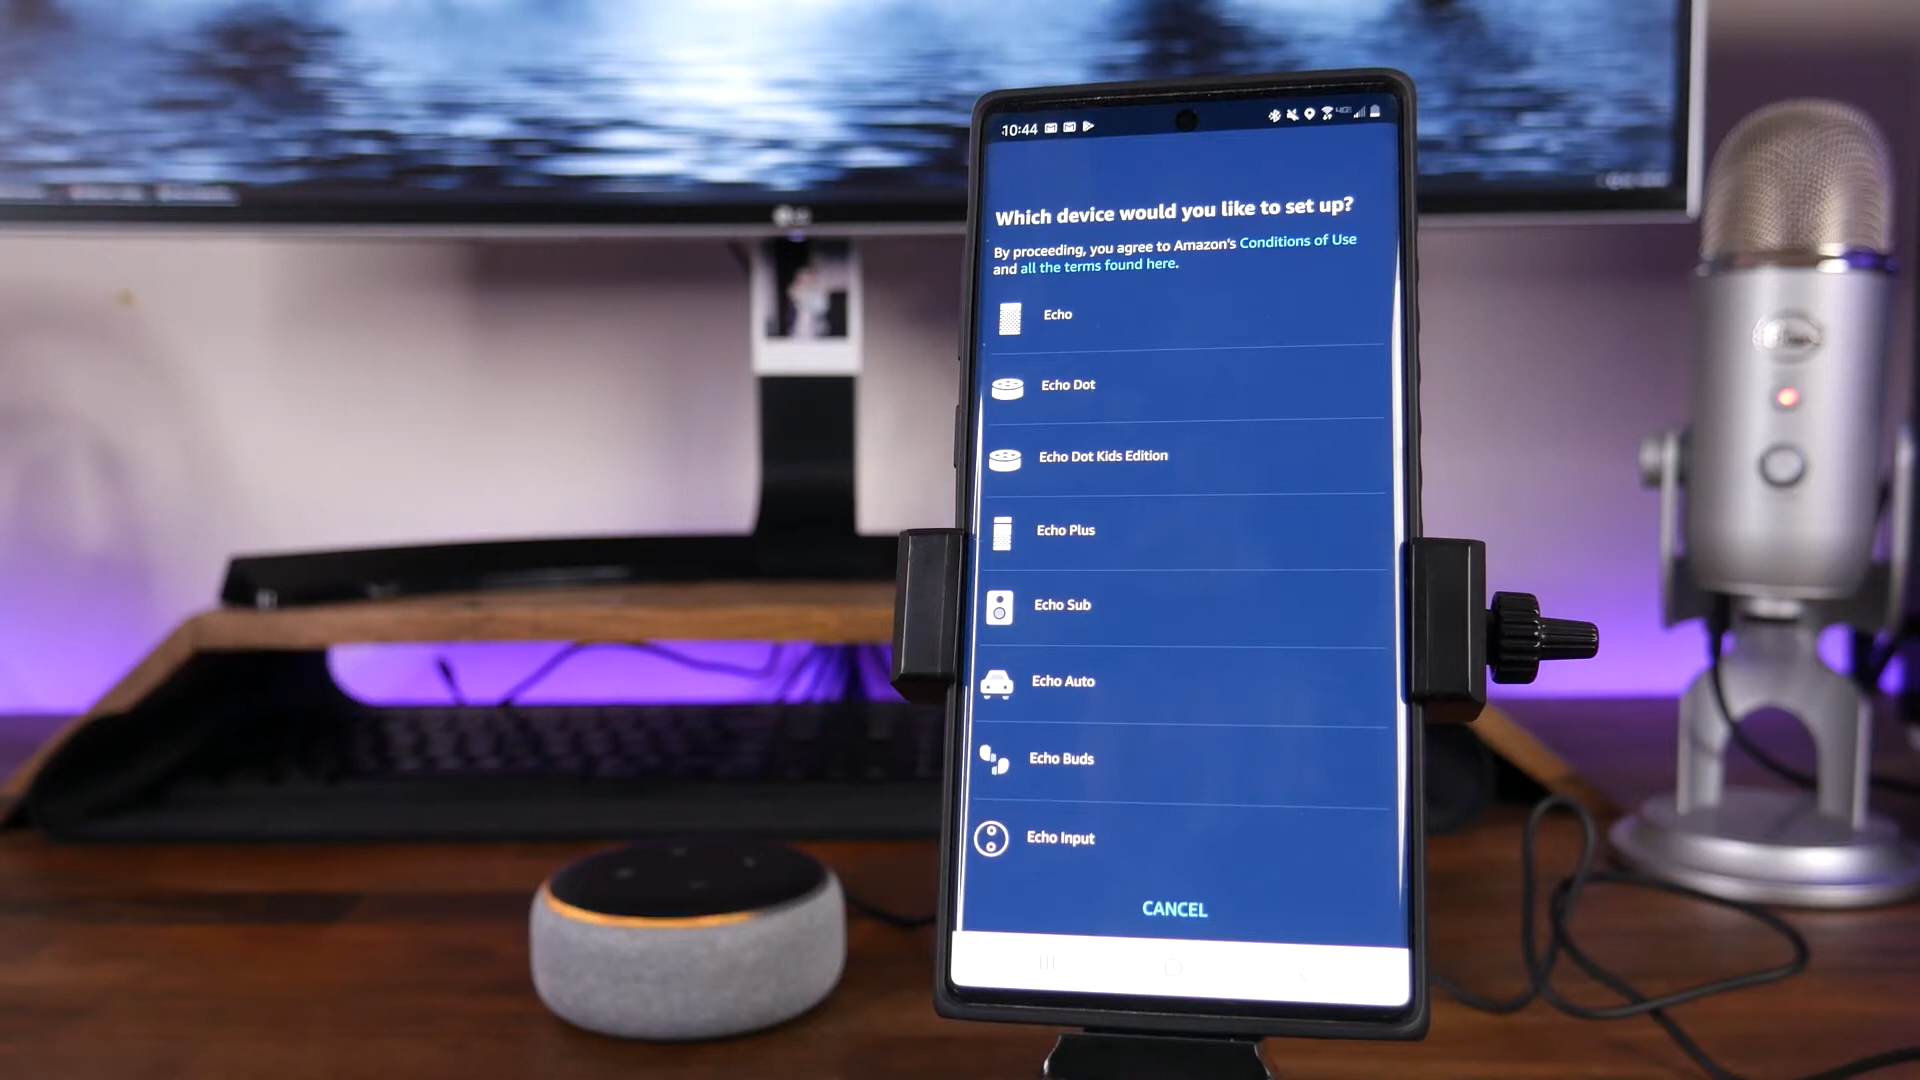 10:44
4G
Which device would you like to set up?
By proceeding, you agree to Amazon's Conditions of Use
and all the terms found here.
Echo
Echo Dot
Echo Dot Kids Edition
Echo Plus
Echo Sub
Echo Auto
Echo Buds
Echo Input
CANCEL
LG